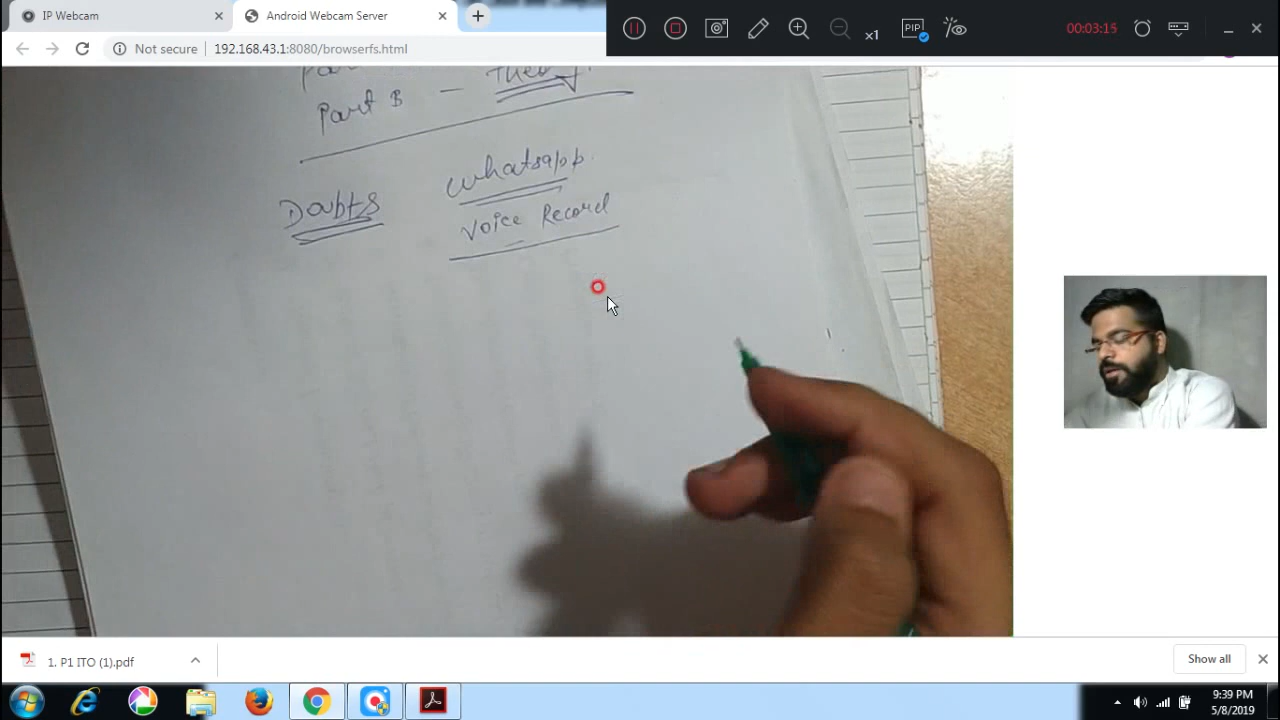 IP Webcam
Android Webcam Server
Not secure
192.168.43.1:8080/browserfs.html
x1
PIP
00:03:15
Part B -
Doubts
Whatsapp.
Voice Record
1. P1 ITO (1).pdf
Show all
9:39 PM
5/8/2019